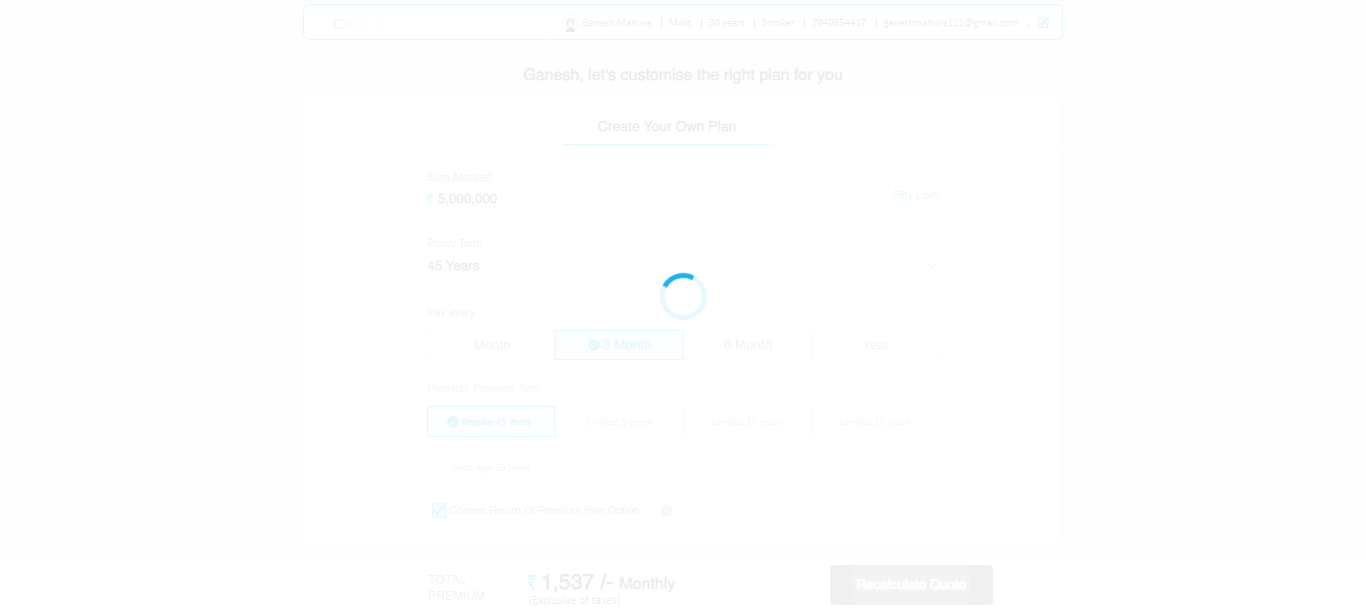 Ganesh Mahure | Male | 30 years | Smoker | 7840954417 | ganeshmahure111@gmail.com
Ganesh, let's customise the right plan for you
Create Your Own Plan
Sum Assured
₹ 5,000,000 Fifty Lakh
Policy Term
45 Years
Pay every
Month 3 Month 6 Month Year
Premium Payment Term
Regular 45 Years Limited 5 years Limited 10 years Limited 15 years
Upto Age 60 Years
Choose Return Of Premium Plan Option
TOTAL PREMIUM
₹ 1,537 /- Monthly
(Exclusive of taxes)
Recalculate Quote